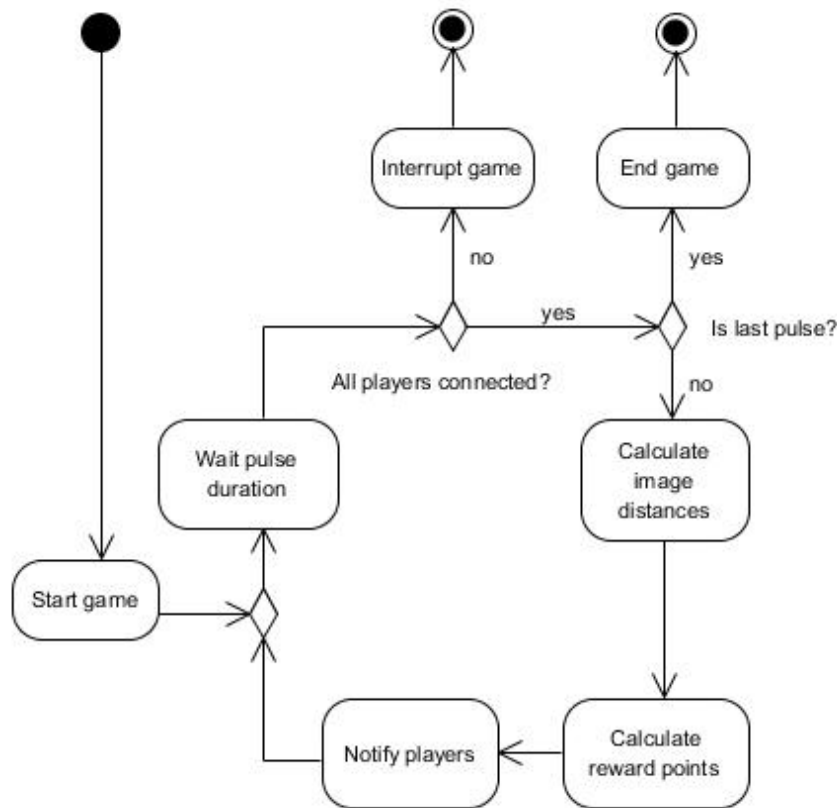 Interrupt game
End game
no
yes
yes
Is last pulse?
All players connected?
no
Wait pulse
duration
Calculate
image
distances
Start game
Notify players
Calculate
reward points